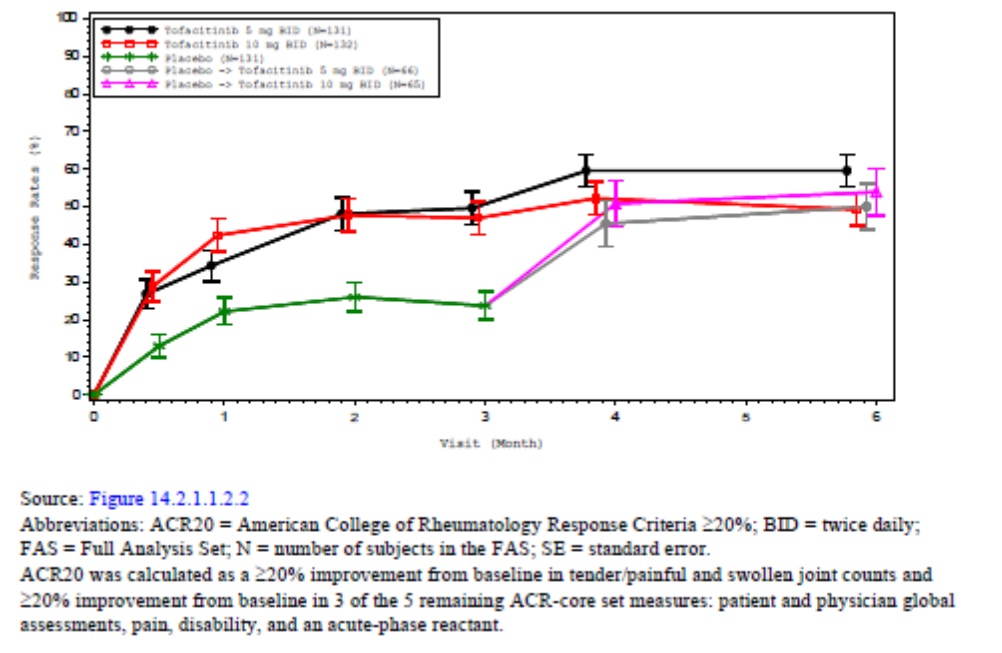 100
90
80
70
60
50
40
30
20
10
0
Response Rates (%)
Tofacitinib 5 mg BID (N=131)
Tofacitinib 10 mg BID (N=132)
Placebo (N=131)
Placebo -> Tofacitinib 5 mg BID (N=66)
Placebo -> Tofacitinib 10 mg BID (N=65)
0 1 2 3 4 5 6
Visit (Month)
Source: Figure 14.2.1.1.2.2
Abbreviations: ACR20 = American College of Rheumatology Response Criteria ≥20%; BID = twice daily;
FAS = Full Analysis Set; N = number of subjects in the FAS; SE = standard error.
ACR20 was calculated as a ≥20% improvement from baseline in tender/painful and swollen joint counts and
≥20% improvement from baseline in 3 of the 5 remaining ACR-core set measures: patient and physician global
assessments, pain, disability, and an acute-phase reactant.